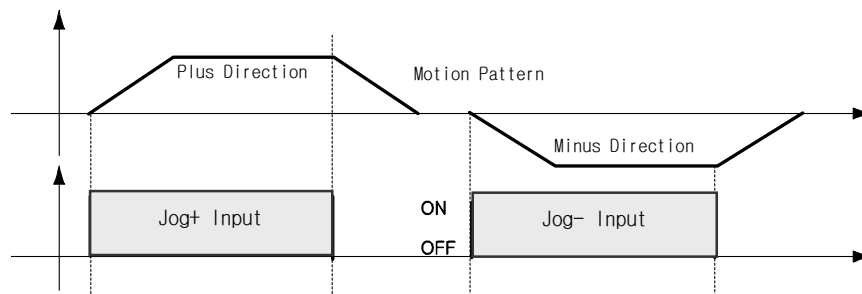 Plus Direction
Motion Pattern
Minus Direction
Jog+ Input
ON
OFF
Jog- Input